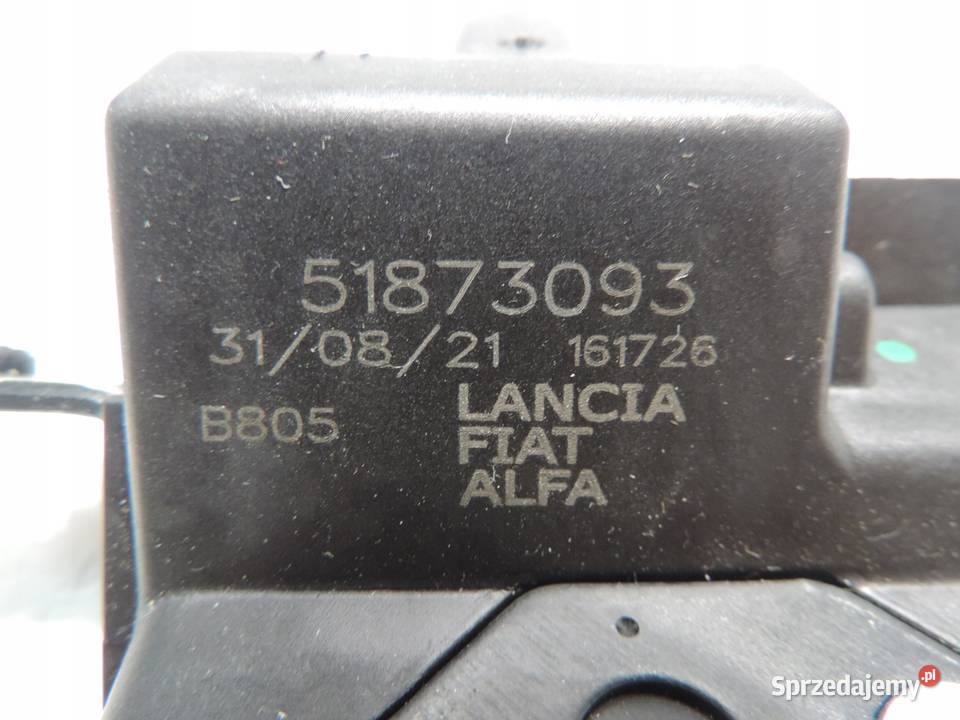 51873093
31/08/21 161726
B805
LANCIA
FIAT
ALFA
Sprzedajemy.pl